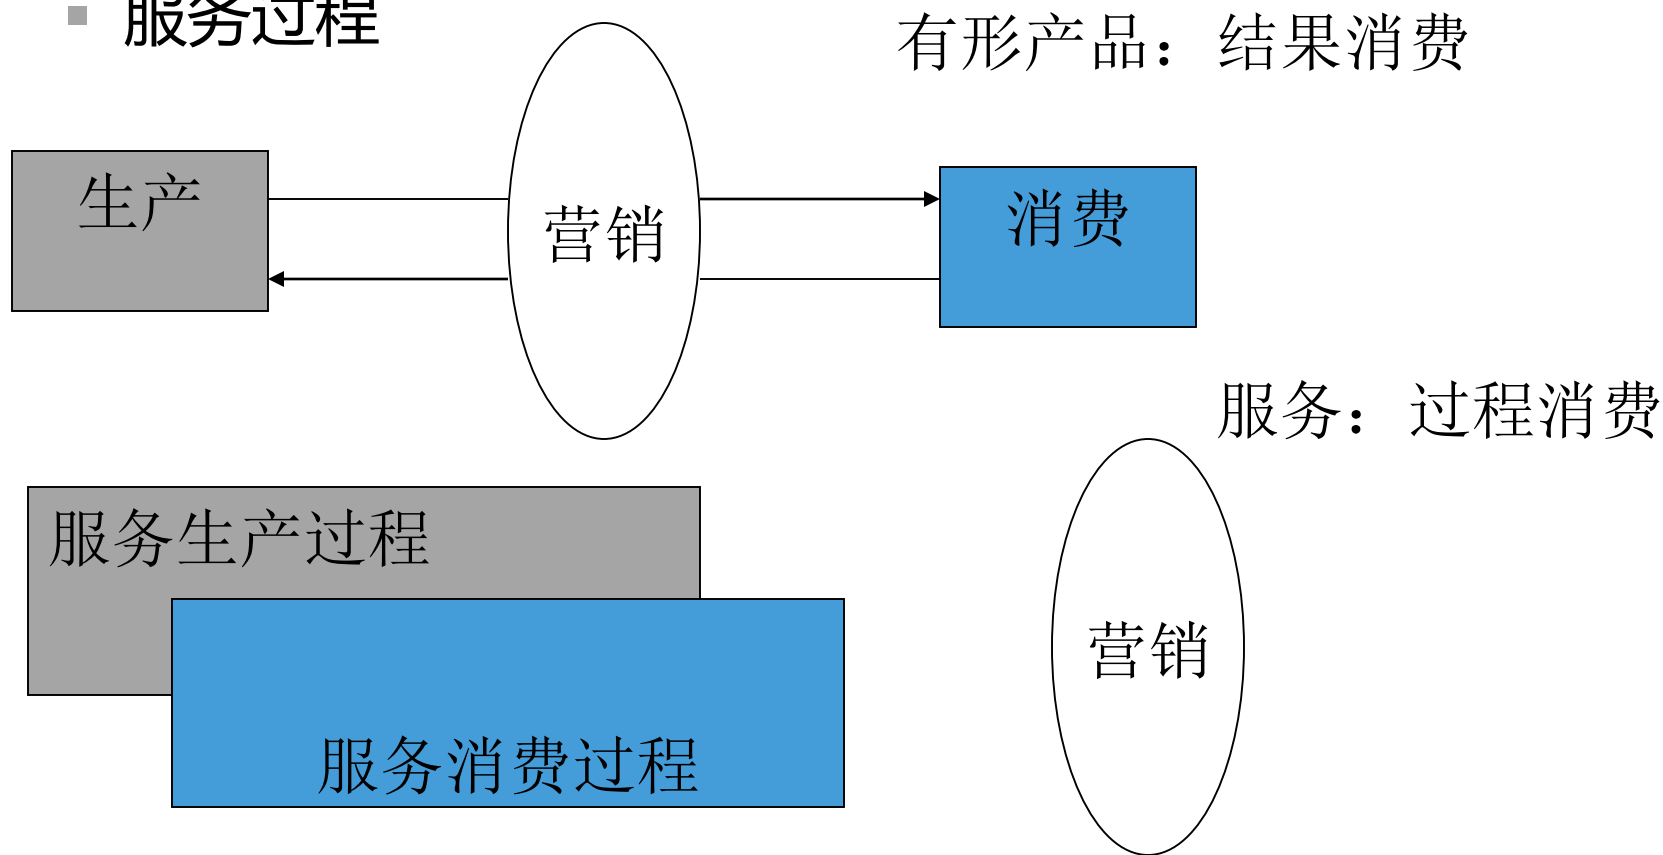 服务过程
有形产品：结果消费
生产
营销
消费
服务：过程消费
服务生产过程
营销
服务消费过程